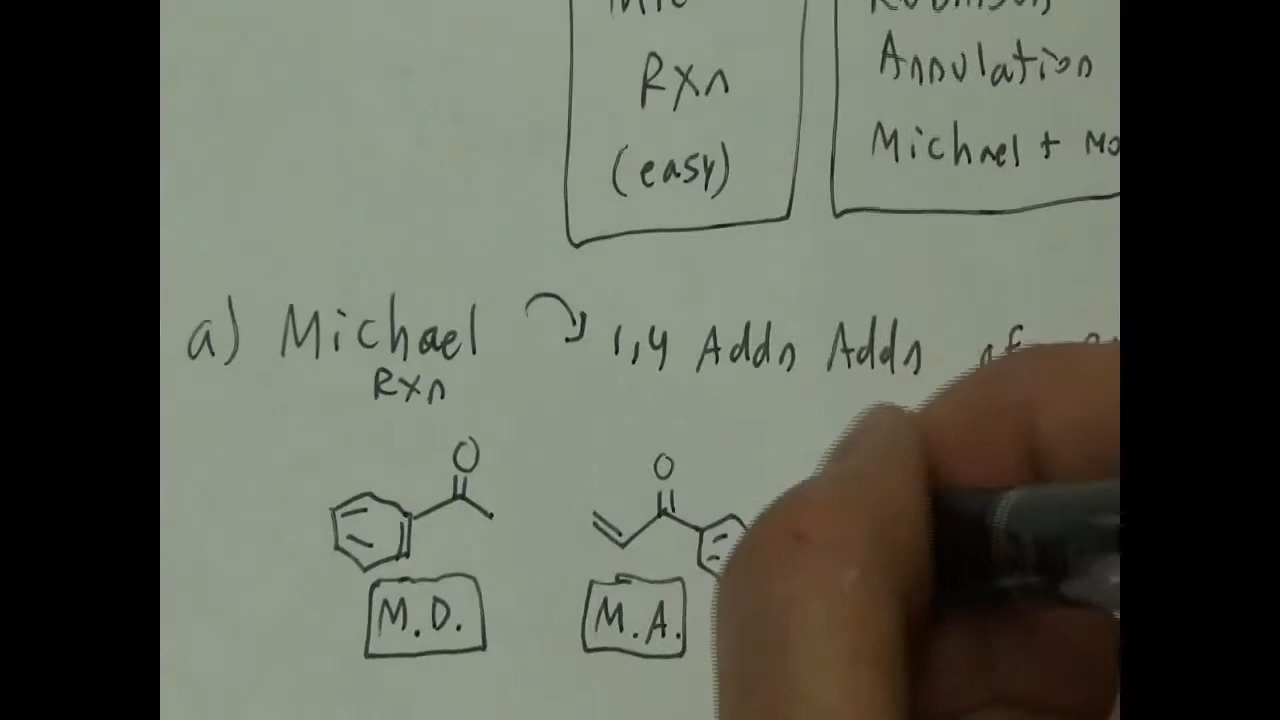 Rxn
(easy)
Annulation
Michael +
a) Michael
Rxn
1,4 Addn Addn
O
O
M.D.
M.A.